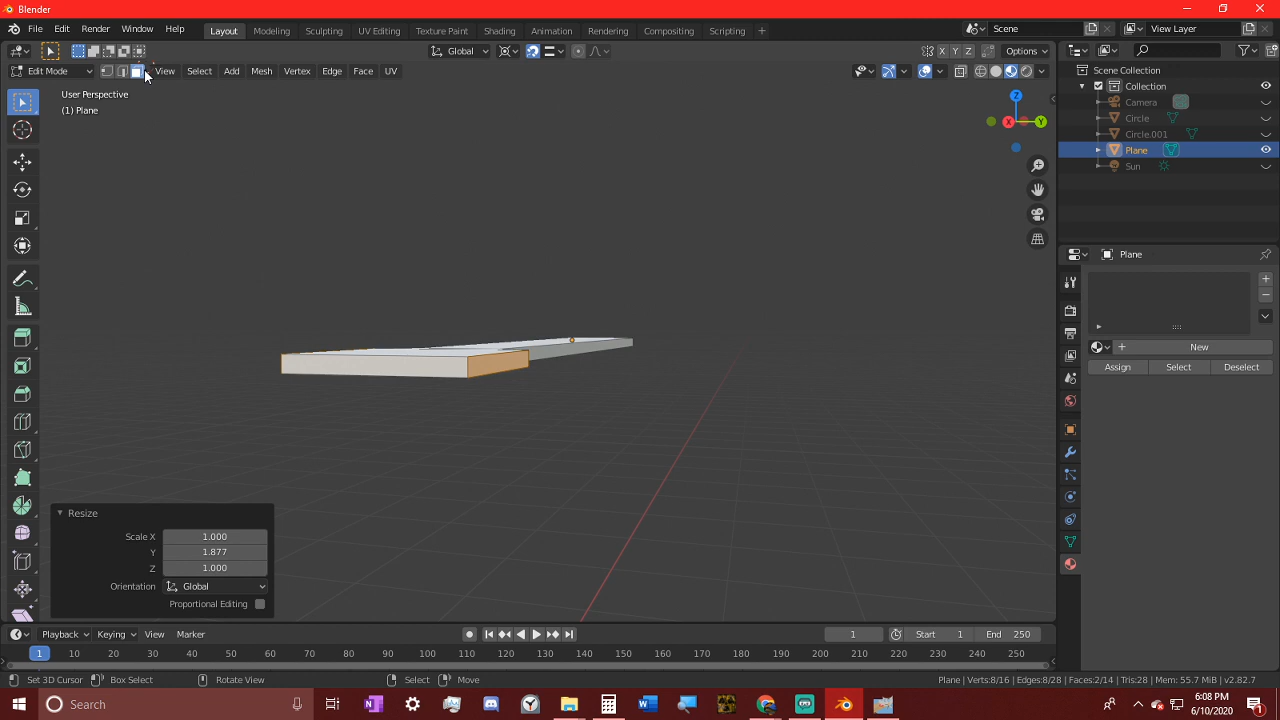 Blender
File Edit Render Window Help
Layout Modeling Sculpting UV Editing Texture Paint Shading Animation Rendering Compositing Scripting +
Scene
View Layer
Global
X Y Z
Options
Edit Mode
View Select Add Mesh Vertex Edge Face UV
User Perspective
(1) Plane
Z
X
Y
Scene Collection
Collection
Camera
Circle
Circle.001
Plane
Sun
Plane
+ New
Assign Select Deselect
Resize
Scale X 1.000
Y 1.877
Z 1.000
Orientation Global
Proportional Editing
Playback Keying View Marker
1
Start 1
End 250
1 10 20 30 40 50 60 70 80 90 100 110 120 130 140 150 160 170 180 190 200 210 220 230 240 250
Set 3D Cursor Box Select Rotate View Select Move
Plane | Verts:8/16 | Edges:8/28 | Faces:2/14 | Tris:28 | Mem: 55.7 MiB | v2.82.7
Search
6:08 PM
6/10/2020